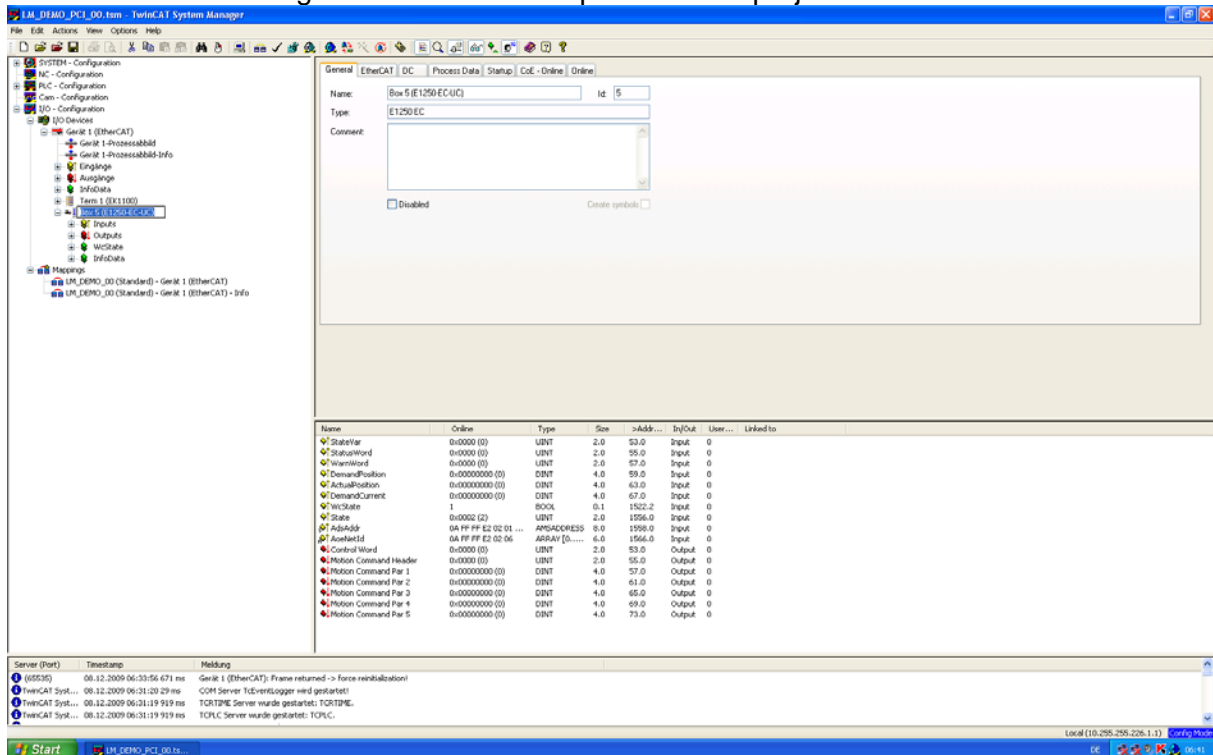 LM_DEMO_PCI_00.tsm - TwinCAT System Manager
File Edit Actions View Options Help
SYSTEM - Configuration
NC - Configuration
PLC - Configuration
Cam - Configuration
I/O - Configuration
I/O Devices
Gerät 1 (EtherCAT)
Gerät 1-Prozessabbild
Gerät 1-Prozessabbild-Info
Eingänge
Ausgänge
InfoData
Term 1 (EK1100)
Box 5 (E1250-EC-UC)
Inputs
Outputs
WcState
InfoData
Mappings
LM_DEMO_00 (Standard) - Gerät 1 (EtherCAT)
LM_DEMO_00 (Standard) - Gerät 1 (EtherCAT) - Info
General EtherCAT DC Process Data Startup CoE - Online Online
Name: Box 5 (E1250-EC-UC) Id: 5
Type: E1250 EC
Comment:
Disabled Create symbols
Name Online Type Size >Addr... In/Out User... Linked to
StateVar 0x0000 (0) UINT 2.0 53.0 Input 0
StatusWord 0x0000 (0) UINT 2.0 55.0 Input 0
WarnWord 0x0000 (0) UINT 2.0 57.0 Input 0
DemandPosition 0x00000000 (0) DINT 4.0 59.0 Input 0
ActualPosition 0x00000000 (0) DINT 4.0 63.0 Input 0
DemandCurrent 0x00000000 (0) DINT 4.0 67.0 Input 0
WcState 1 BOOL 0.1 1522.2 Input 0
State 0x0002 (2) UINT 2.0 1556.0 Input 0
AdsAddr 0A FF FF E2 02 01 ... AMSADDRESS 8.0 1558.0 Input 0
AoeNetId 0A FF FF E2 02 06 ARRAY [0..... 6.0 1566.0 Input 0
Control Word 0x0000 (0) UINT 2.0 53.0 Output 0
Motion Command Header 0x0000 (0) UINT 2.0 55.0 Output 0
Motion Command Par 1 0x00000000 (0) DINT 4.0 57.0 Output 0
Motion Command Par 2 0x00000000 (0) DINT 4.0 61.0 Output 0
Motion Command Par 3 0x00000000 (0) DINT 4.0 65.0 Output 0
Motion Command Par 4 0x00000000 (0) DINT 4.0 69.0 Output 0
Motion Command Par 5 0x00000000 (0) DINT 4.0 73.0 Output 0
Server (Port) Timestamp Meldung
(65535) 08.12.2009 06:33:56 671 ms Gerät 1 (EtherCAT): Frame returned -> force reinitialization!
TwinCAT Syst... 08.12.2009 06:31:20 29 ms COM Server TcEventLogger wird gestartet!
TwinCAT Syst... 08.12.2009 06:31:19 919 ms TCRTIME Server wurde gestartet: TCRTIME.
TwinCAT Syst... 08.12.2009 06:31:19 919 ms TCPLC Server wurde gestartet: TCPLC.
Local (10.255.255.226.1.1) Config Mode
Start LM_DEMO_PCI_00.ts... DE 06:41